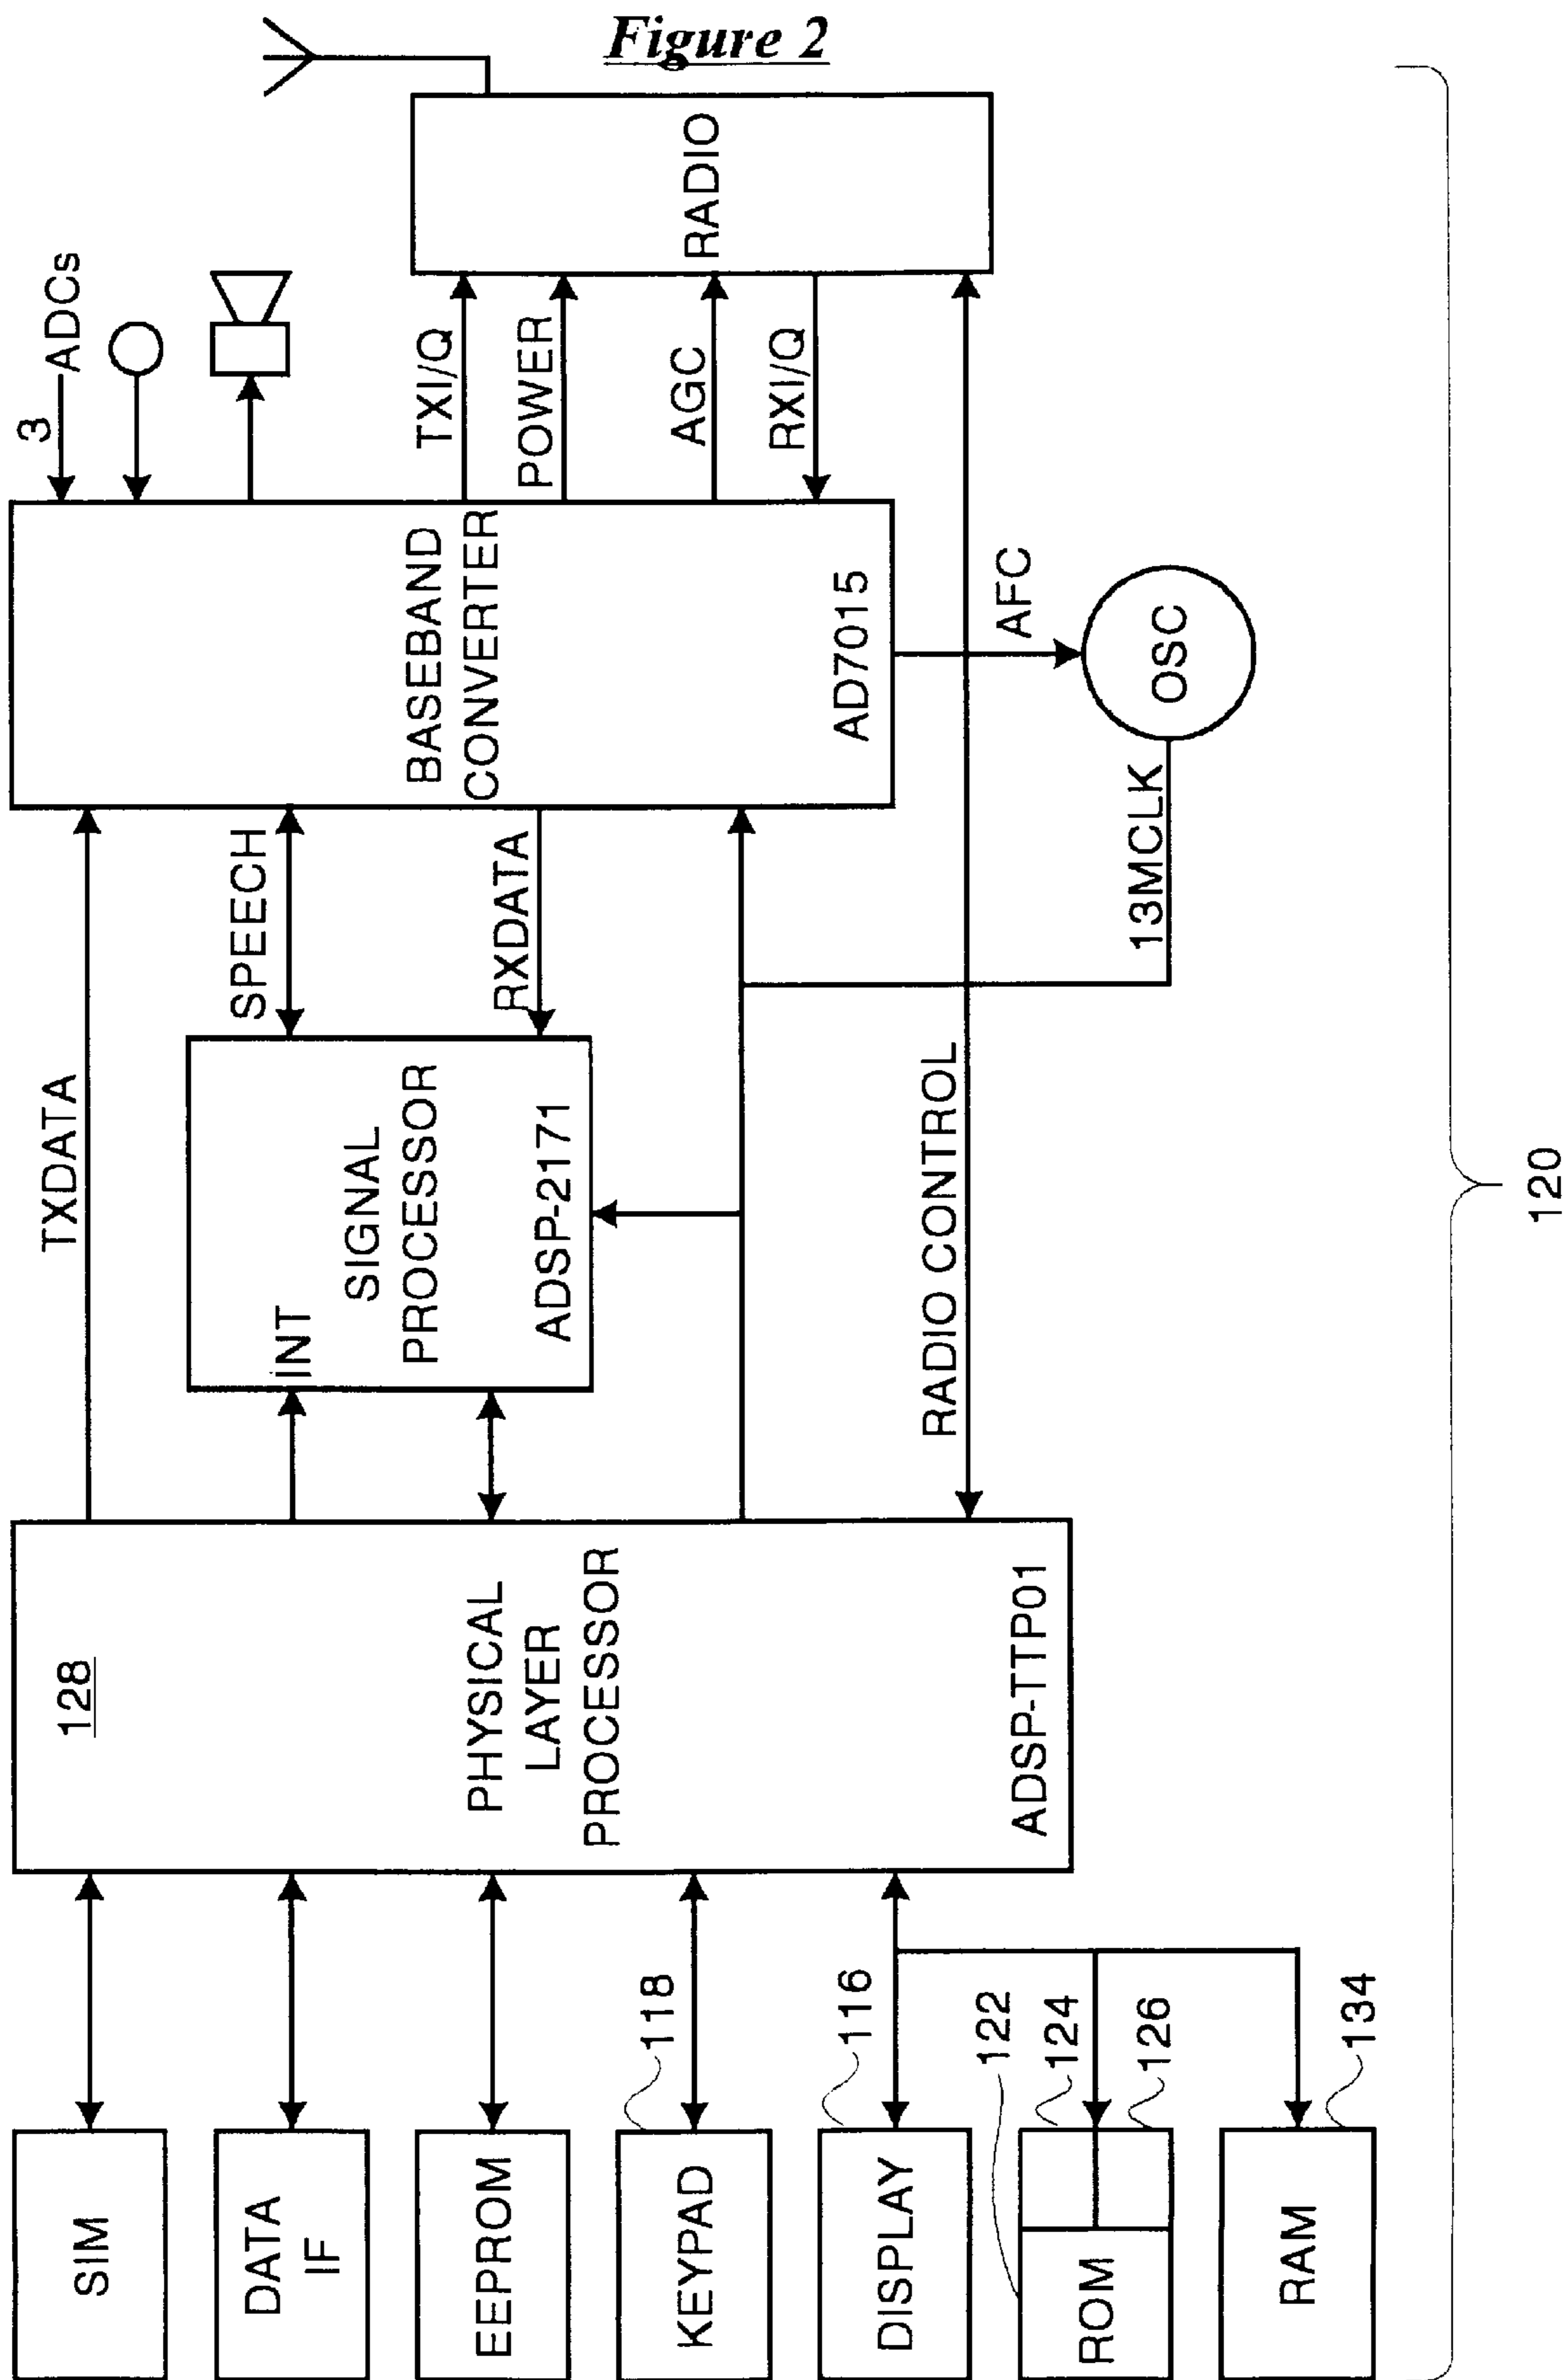 Figure 2
SIM
DATA
IF
EEPROM
KEYPAD
118
DISPLAY
116
122
124
126
ROM
RAM
134
128
PHYSICAL
LAYER
PROCESSOR
ADSP-TTP01
TXDATA
INT
SIGNAL
PROCESSOR
ADSP-2171
SPEECH
RXDATA
RADIO CONTROL
13MCLK
BASEBAND
CONVERTER
AD7015
AFC
OSC
3
ADCs
TXI/Q
POWER
AGC
RXI/Q
RADIO
120